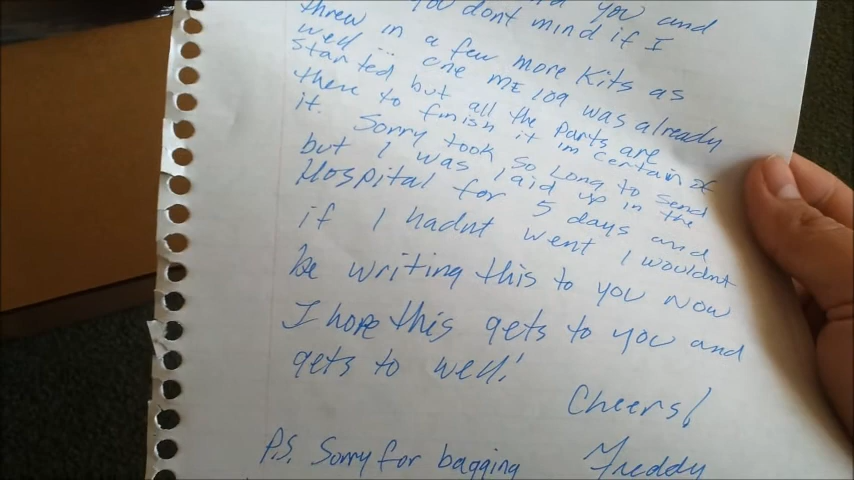 you and
you dont mind if I
threw in a few more Kits as
well... one ME 109 was already
started but all the parts are
there to finish it im certain of
it. Sorry took so Long to send
but I was laid up in the
Hospital for 5 days and
if I hadnt went I wouldnt
be writing this to you Now
I hope this gets to you and
gets to well!
Cheers!
P.S. Sorry for bagging
Freddy